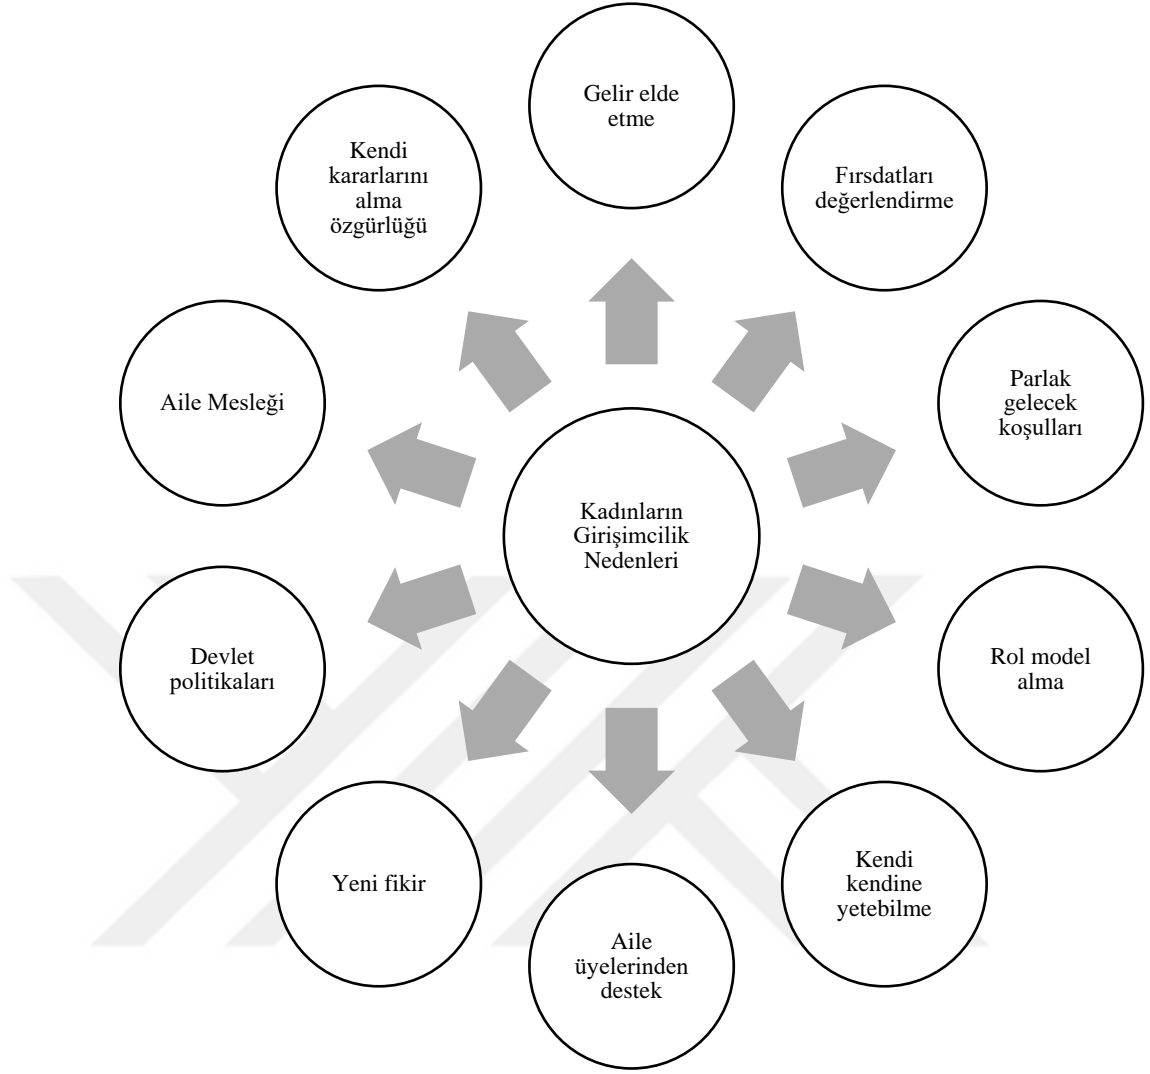 Gelir elde
etme
Fırsdatları
değerlendirme
Parlak
gelecek
koşulları
Rol model
alma
Kendi
kendine
yetebilme
Aile
üyelerinden
destek
Yeni fikir
Devlet
politikaları
Aile Mesleği
Kendi
kararlarını
alma
özgürlüğü
Kadınların
Girişimcilik
Nedenleri